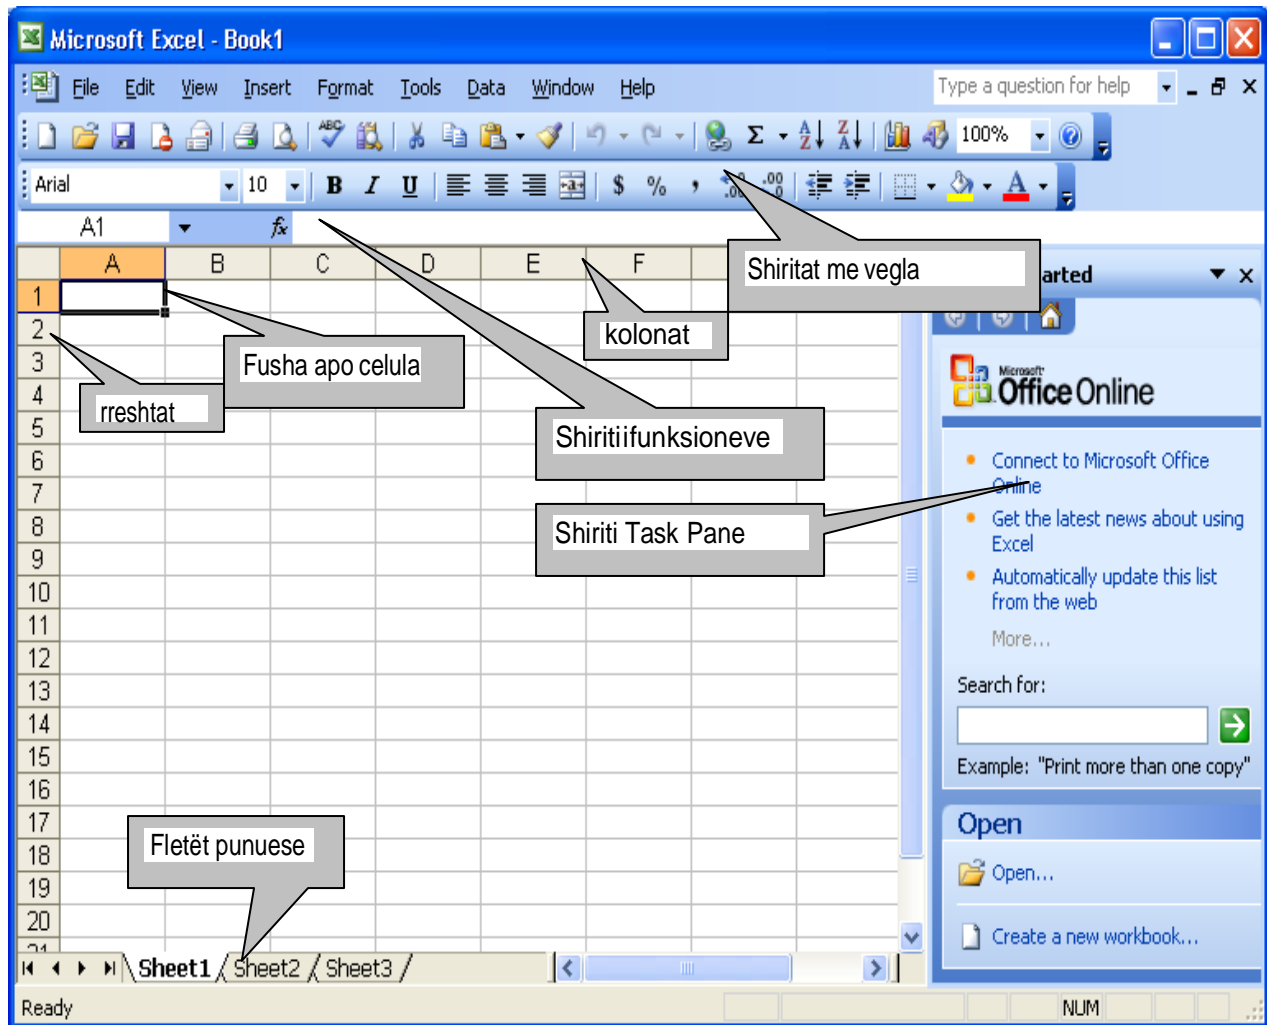 Microsoft Excel - Book1
File Edit View Insert Format Tools Data Window Help Type a question for help
100%
Arial 10 B I U $ % ,
A1 fx
A B C D E F
Shiritat me vegla
arted
1
2
3
4
5
6
7
8
9
10
11
12
13
14
15
16
17
18
19
20
21
kolonat
Fusha apo celula
rreshtat
Shiritiifunksioneve
Shiriti Task Pane
Fletët punuese
Microsoft
Office Online
Connect to Microsoft Office
Online
Get the latest news about using
Excel
Automatically update this list
from the web
More...
Search for:
Example: "Print more than one copy"
Open
Open...
Create a new workbook...
Sheet1 Sheet2 Sheet3
Ready NUM